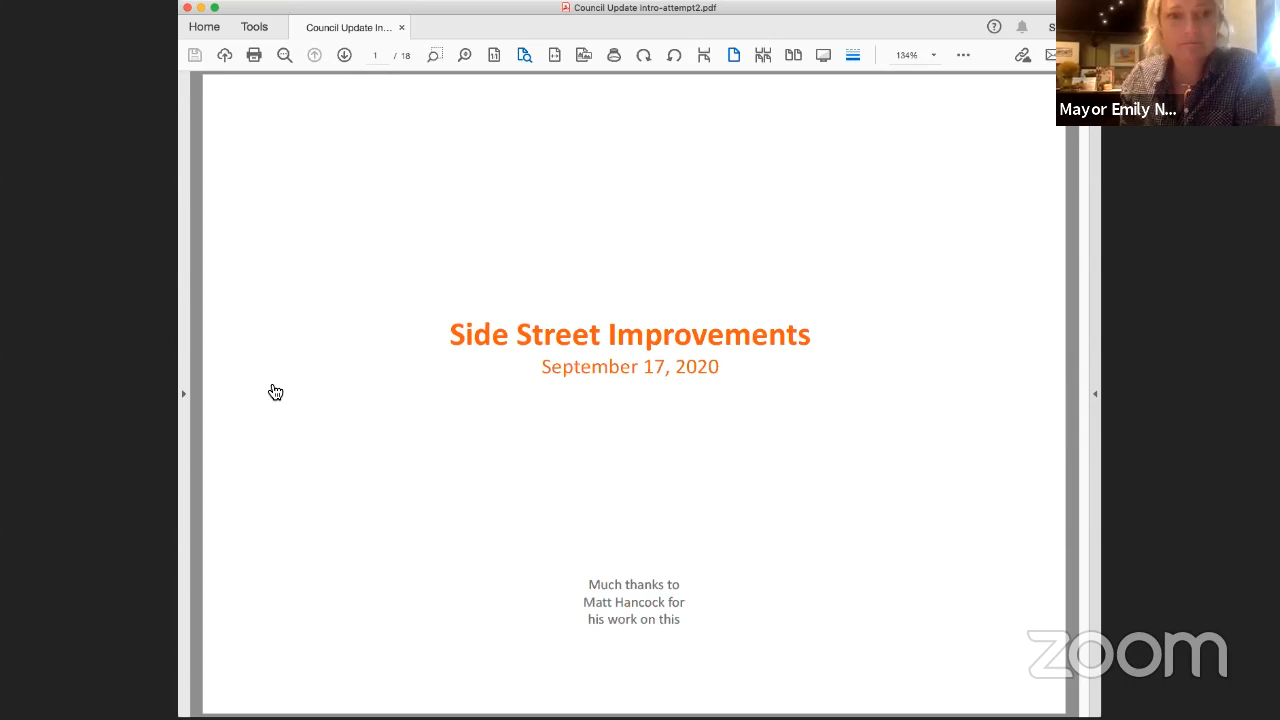 Council Update Intro-attempt2.pdf
Home
Tools
Council Update In...
×
1 / 18
134%
S
Mayor Emily N...
Side Street Improvements
September 17, 2020
Much thanks to
Matt Hancock for
his work on this
zoom